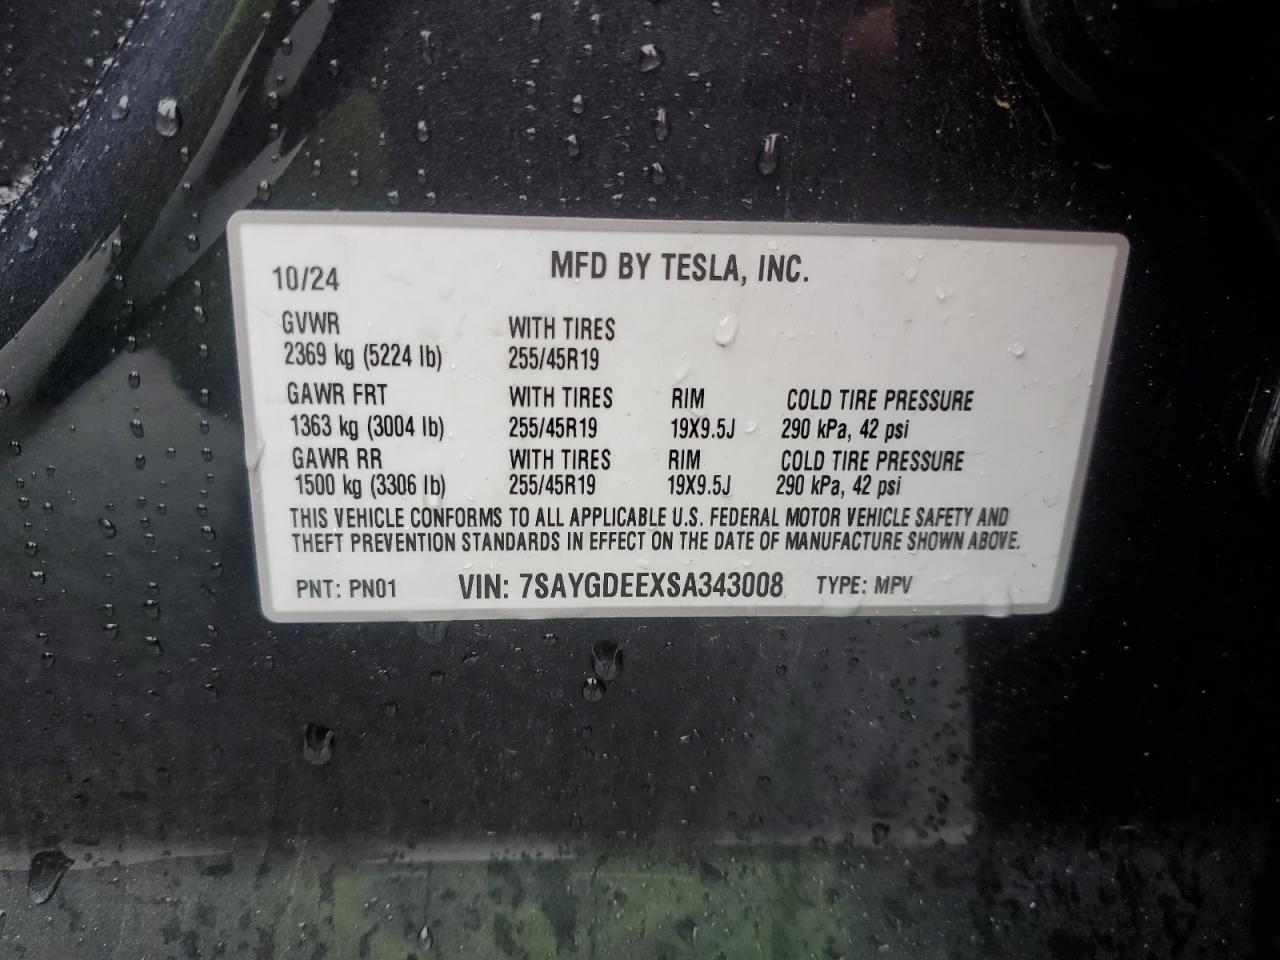 MFD BY TESLA, INC.
10/24
GVWR WITH TIRES
2369 kg (5224 lb) 255/45R19
GAWR FRT WITH TIRES RIM COLD TIRE PRESSURE
1363 kg (3004 lb) 255/45R19 19X9.5J 290 kPa, 42 psi
GAWR RR WITH TIRES RIM COLD TIRE PRESSURE
1500 kg (3306 lb) 255/45R19 19X9.5J 290 kPa, 42 psi
THIS VEHICLE CONFORMS TO ALL APPLICABLE U.S. FEDERAL MOTOR VEHICLE SAFETY AND
THEFT PREVENTION STANDARDS IN EFFECT ON THE DATE OF MANUFACTURE SHOWN ABOVE.
PNT: PN01 VIN: 7SAYGDEEXSA343008 TYPE: MPV